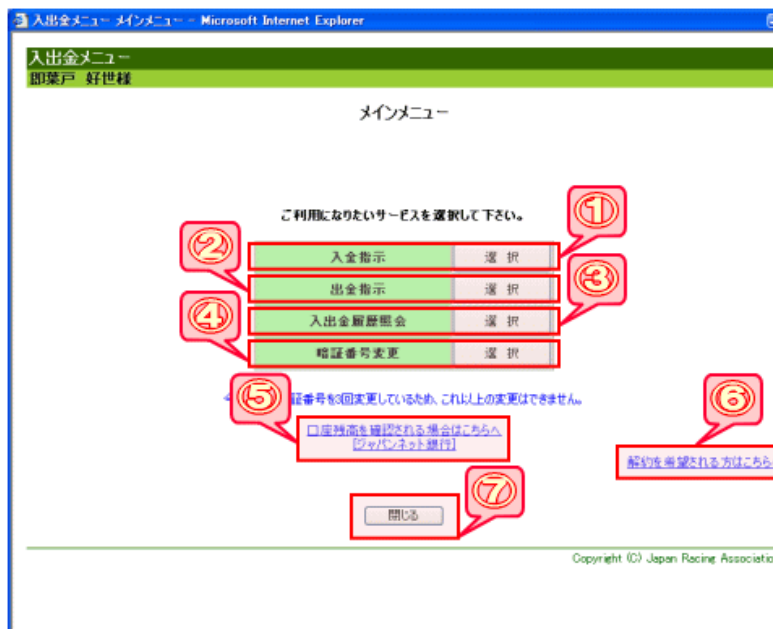 入出金メニュー メインメニュー - Microsoft Internet Explorer
入出金メニュー
即葉戸 好世様
メインメニュー
ご利用になりたいサービスを選択して下さい。
①
②
入金指示 選 択
出金指示 選 択
③
④
入出金履歴照会 選 択
暗証番号変更 選 択
⑤
証番号を3回変更しているため、これ以上の変更はできません。
⑥
口座残高を確認される場合はこちらへ
[ジャパンネット銀行]
解約を希望される方はこちら
⑦
閉じる
Copyright (C) Japan Racing Associatio